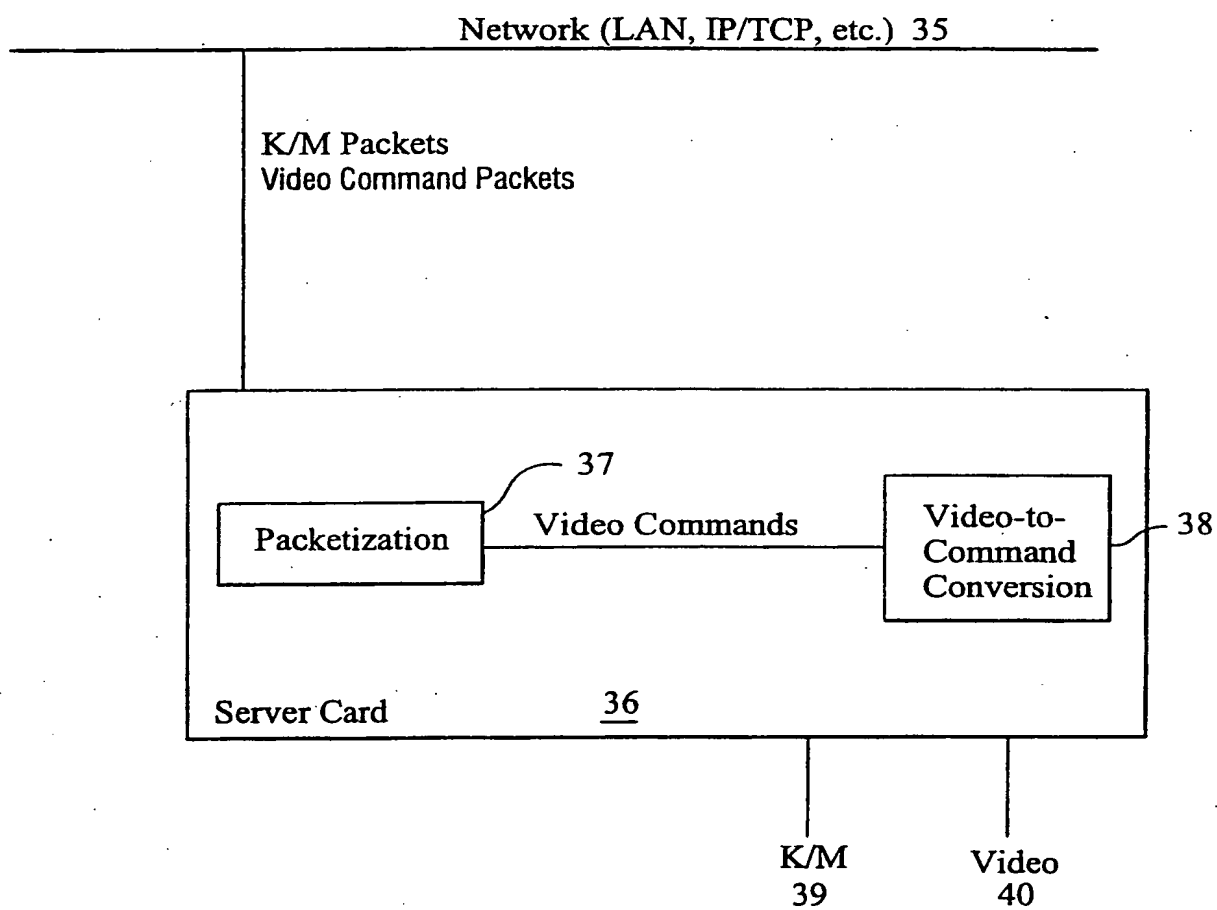 Network (LAN, IP/TCP, etc.) 35
K/M Packets
Video Command Packets
37
Packetization
Video Commands
Video-to-
Command
Conversion
38
Server Card
36
K/M
39
Video
40